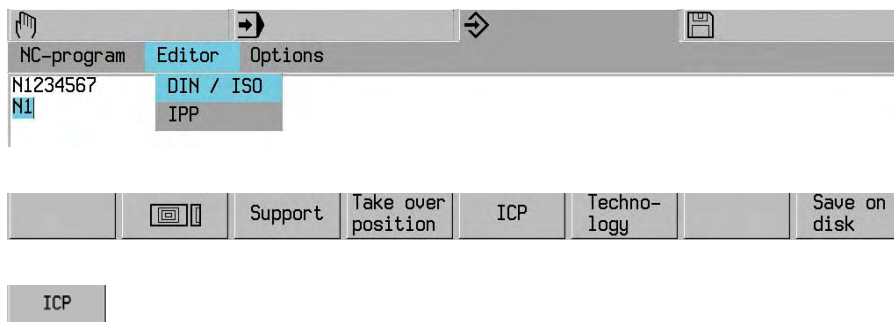 NC-program Editor Options
N1234567 DIN / ISO
N1 IPP
Support Take over position ICP Techno-logy Save on disk
ICP